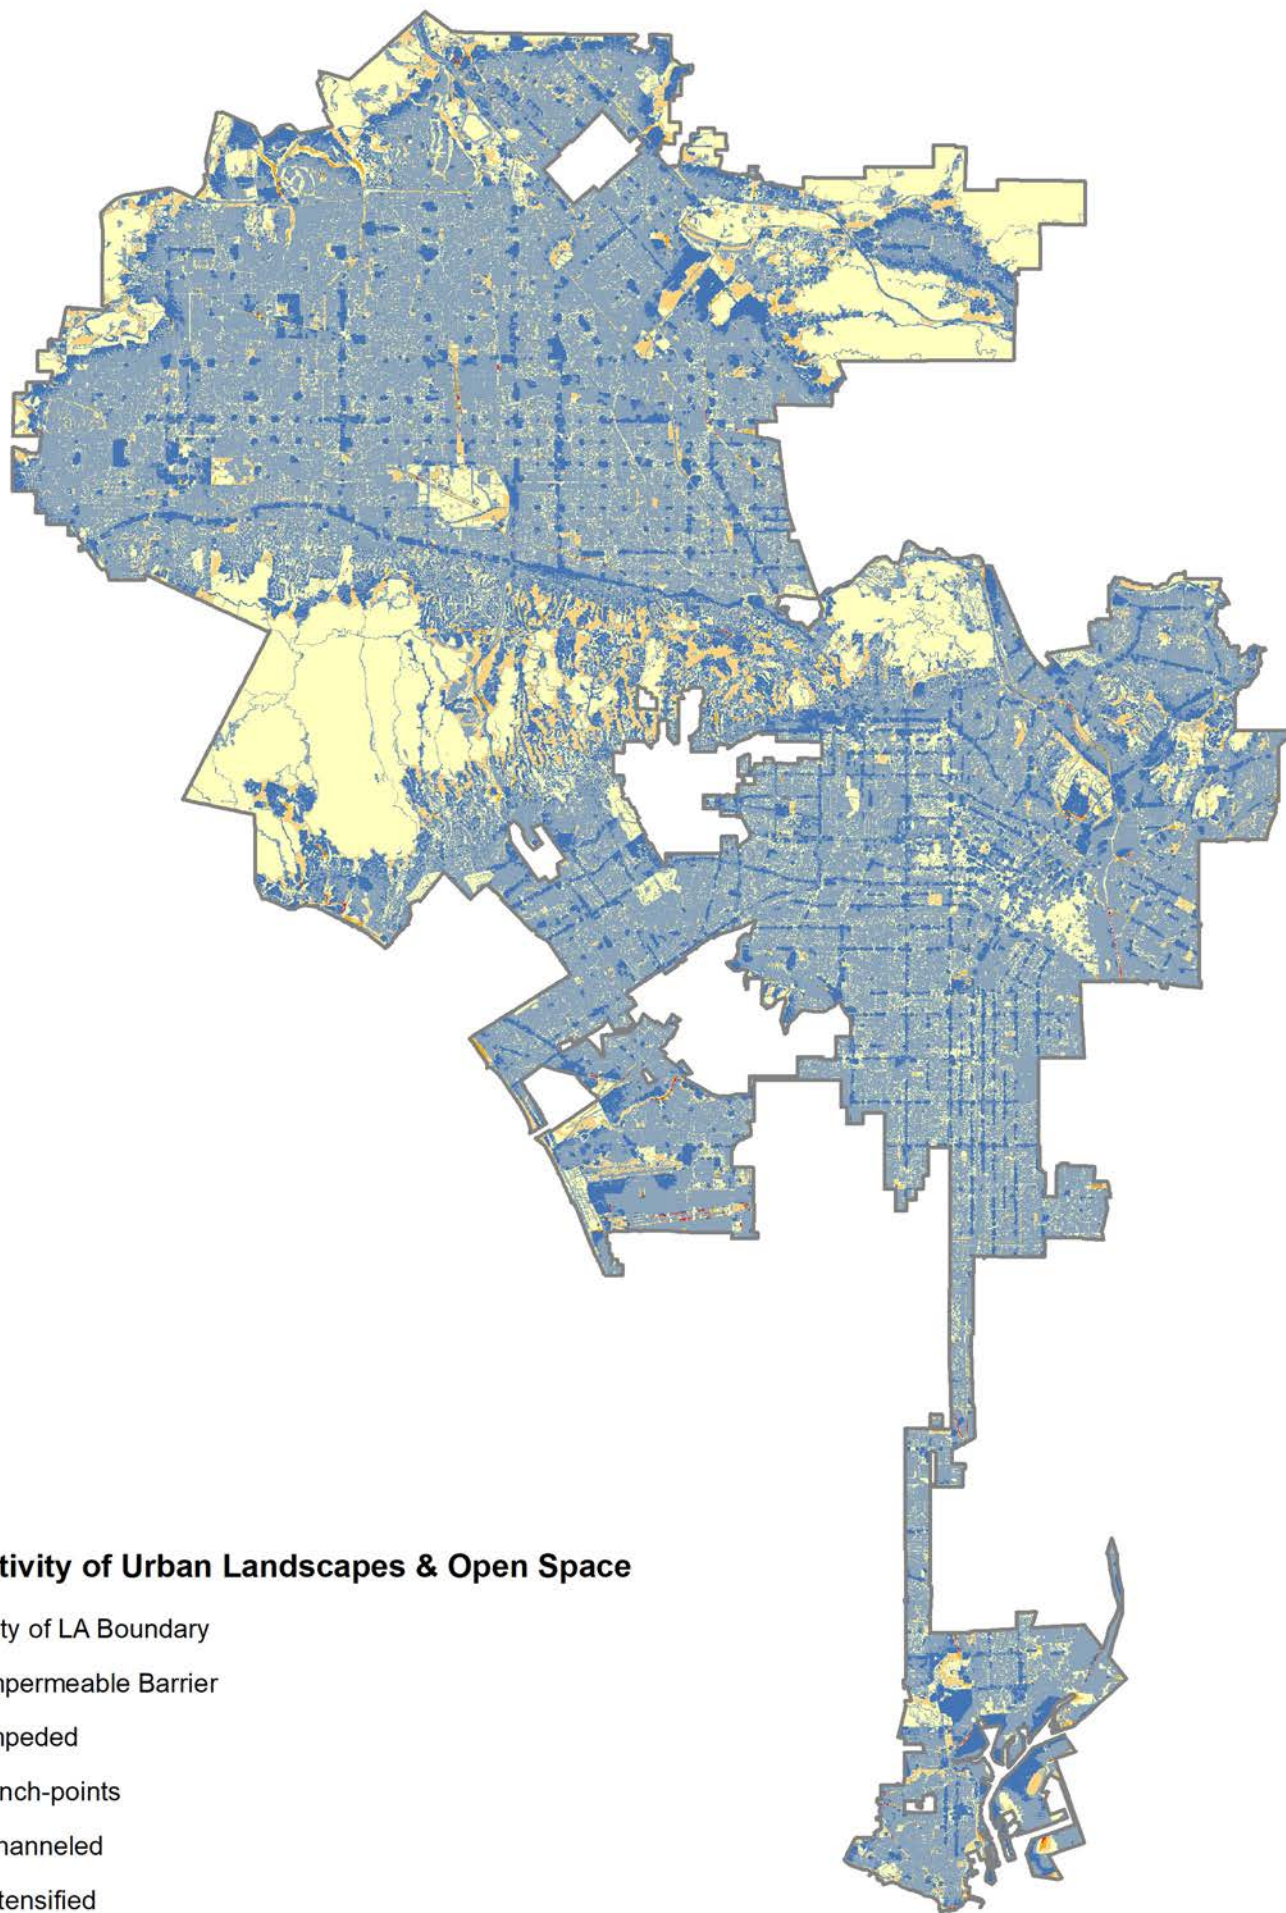 tivity of Urban Landscapes & Open Space
ty of LA Boundary
npermeable Barrier
npeded
nch-points
hanneled
tensified